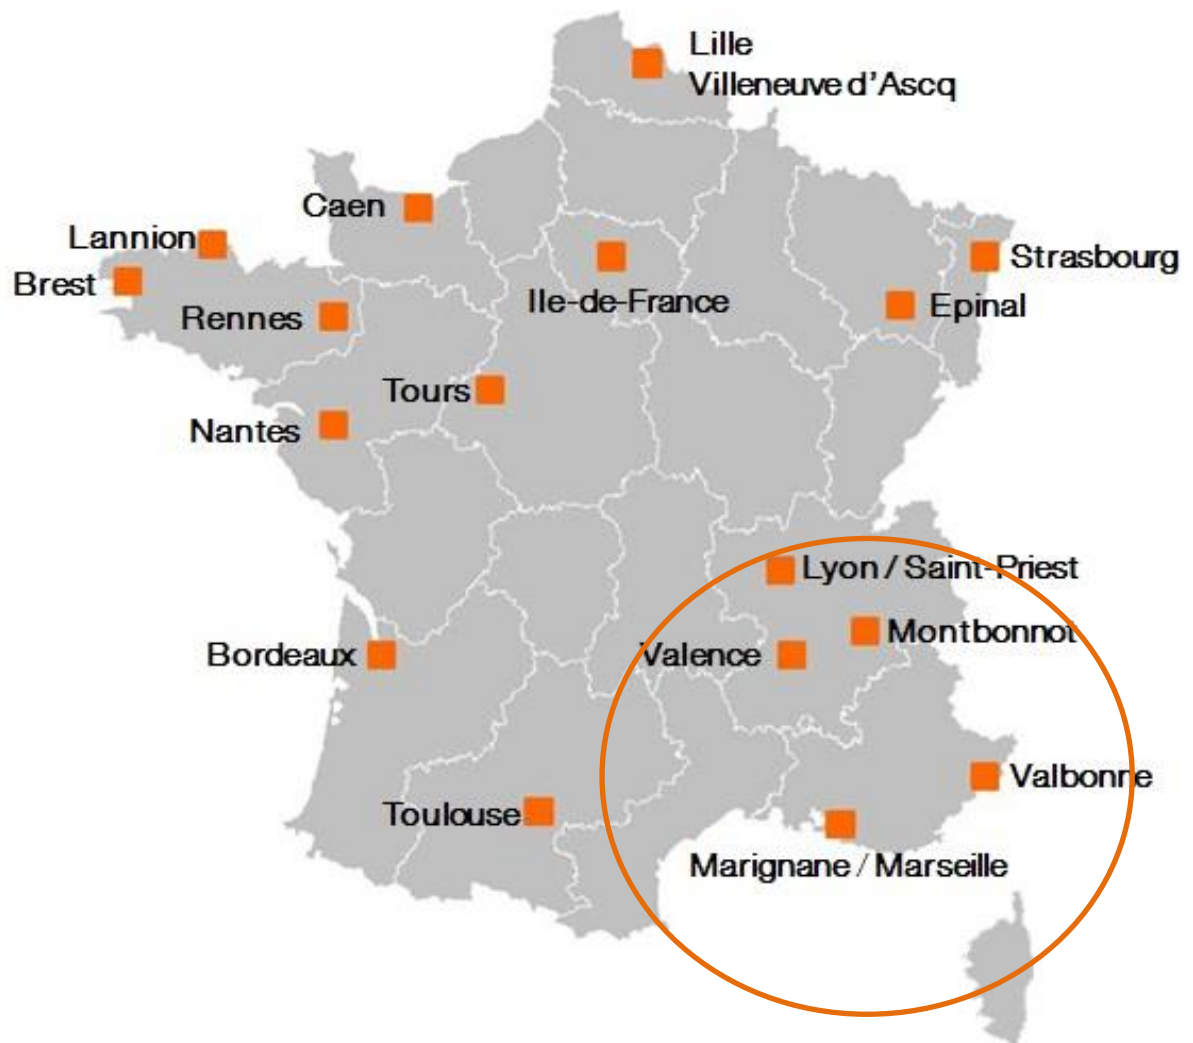 Lille
Villeneuve d'Ascq
Caen
Lannion
Strasbourg
Brest
Ile-de-France
Epinal
Rennes
Tours
Nantes
Lyon / Saint-Priest
Montbonnot
Bordeaux
Valence
Valbonne
Toulouse
Marignane / Marseille